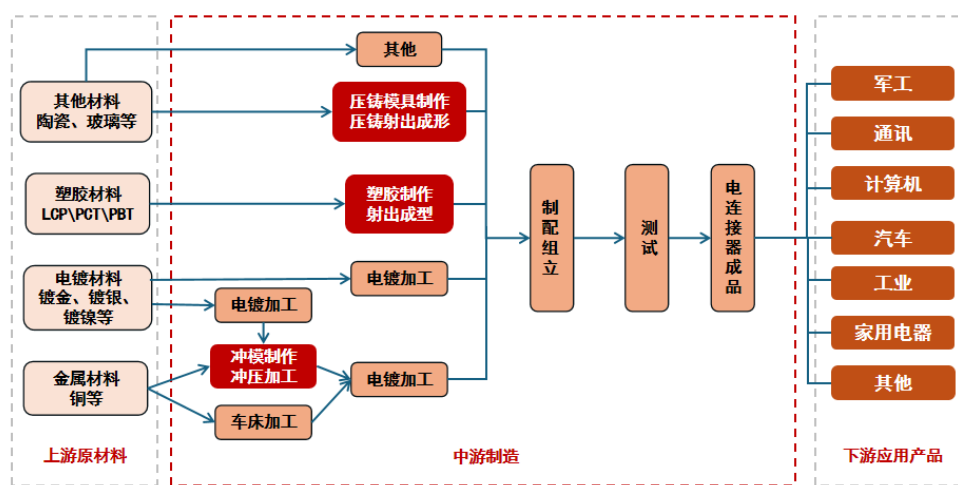 其他材料
陶瓷、玻璃等
塑胶材料
LCP\PCT\PBT
电镀材料
镀金、镀银、
镀镍等
金属材料
铜等
上游原材料
其他
压铸模具制作
压铸射出成形
塑胶制作
射出成型
电镀加工
电镀加工
冲模制作
冲压加工
车床加工
电镀加工
制配组立
测试
电连接器成品
中游制造
军工
通讯
计算机
汽车
工业
家用电器
其他
下游应用产品